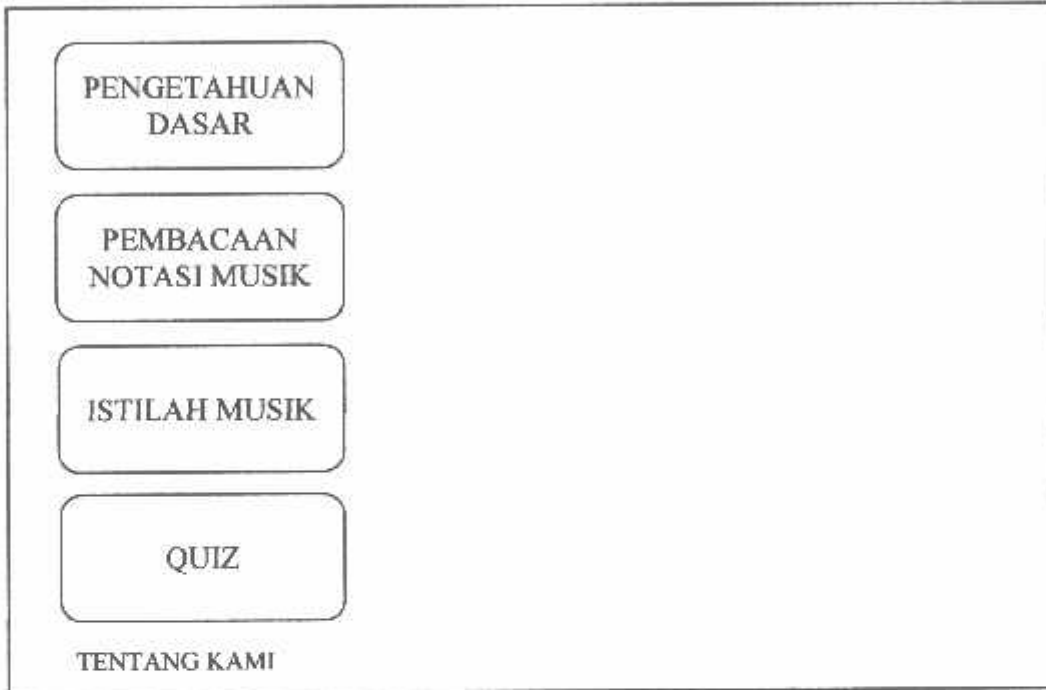 PENGETAHUAN
DASAR
PEMBACAAN
NOTASI MUSIK
ISTILAH MUSIK
QUIZ
TENTANG KAMI